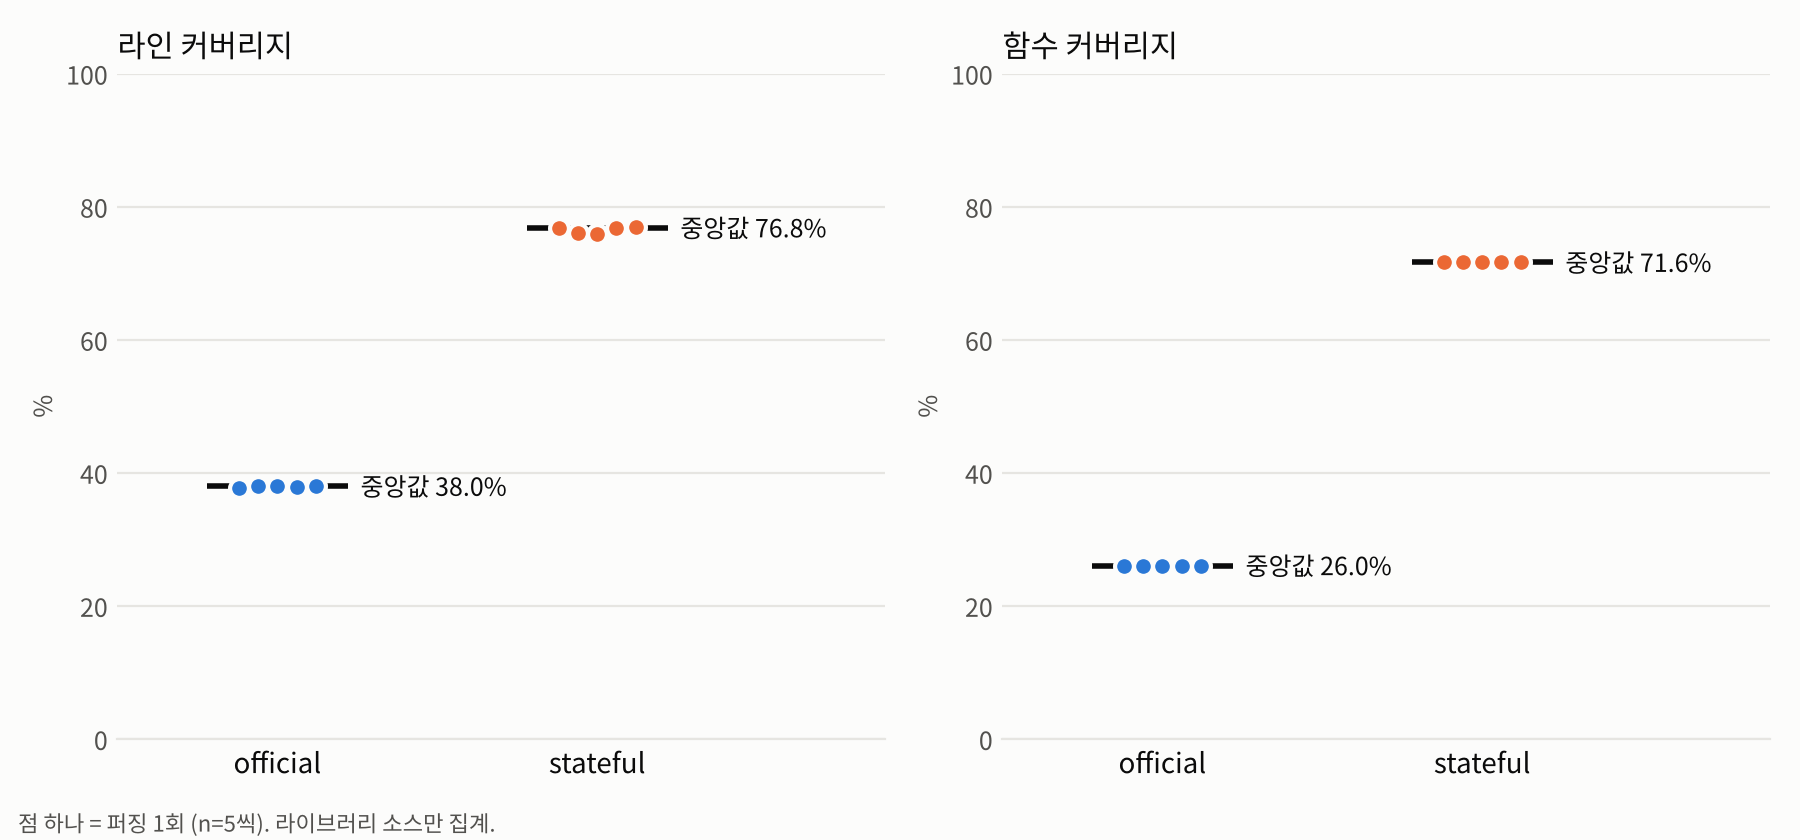 라인 커버리지
100
80
60
40
20
0
%
중앙값 76.8%
중앙값 38.0%
official
stateful
함수 커버리지
100
80
60
40
20
0
%
중앙값 71.6%
중앙값 26.0%
official
stateful
점 하나 = 퍼징 1회 (n=5씩). 라이브러리 소스만 집계.